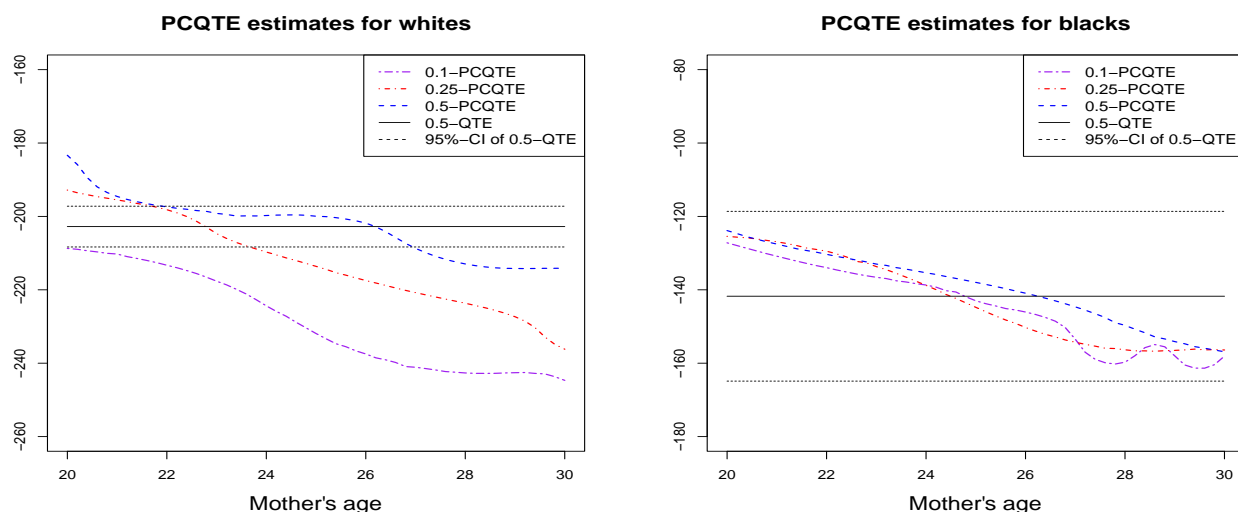 PCQTE estimates for whites
−160
−180
−200
−220
−240
−260
0.1−PCQTE
0.25−PCQTE
0.5−PCQTE
0.5−QTE
95%−CI of 0.5−QTE
20 22 24 26 28 30
Mother's age
PCQTE estimates for blacks
−80
−100
−120
−140
−160
−180
0.1−PCQTE
0.25−PCQTE
0.5−PCQTE
0.5−QTE
95%−CI of 0.5−QTE
20 22 24 26 28 30
Mother's age